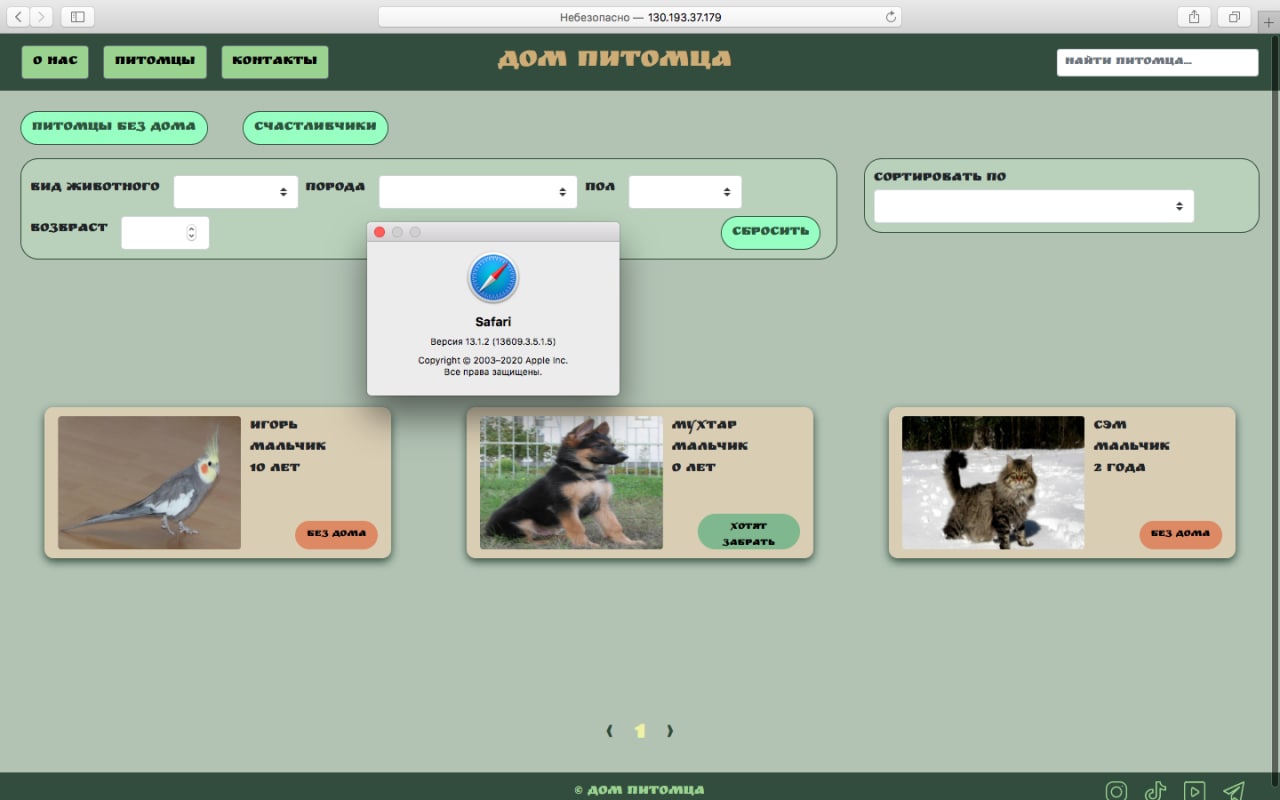 Небезопасно — 130.193.37.179
О НАС
ПИТОМЦЫ
КОНТАКТЫ
ДОМ ПИТОМЦА
НАЙТИ ПИТОМЦА...
ПИТОМЦЫ БЕЗ ДОМА
СЧАСТЛИВЧИКИ
ВИД ЖИВОТНОГО
ПОРОДА
ПОЛ
СОРТИРОВАТЬ ПО
ВОЗВРАСТ
СБРОСИТЬ
Safari
Версия 13.1.2 (13609.3.5.1.5)
Copyright © 2003–2020 Apple Inc.
Все права защищены.
ИГОРЬ
МАЛЬЧИК
10 ЛЕТ
БЕЗ ДОМА
МУХТАР
МАЛЬЧИК
0 ЛЕТ
ХОТЯТ
ЗАБРАТЬ
СЭМ
МАЛЬЧИК
2 ГОДА
БЕЗ ДОМА
1
© ДОМ ПИТОМЦА